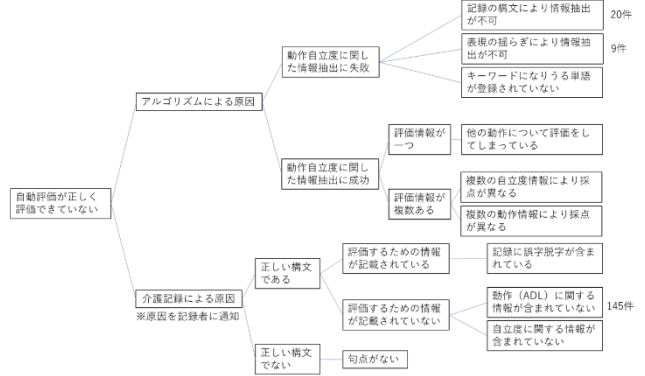 記録の構文により情報抽出
が不可
20件
表現の揺らぎにより情報抽
出が不可
9件
キーワードになりうる単語
が登録されていない
動作自立度に関し
た情報抽出に失敗
アルゴリズムによる原因
評価情報が
一つ
他の動作について評価をし
てしまっている
動作自立度に関し
た情報抽出に成功
評価情報が
複数ある
複数の自立度情報により採
点が異なる
複数の動作情報により採点
が異なる
自動評価が正しく
評価できていない
介護記録による原因
※原因を記録者に通知
正しい構文
である
評価するための情報
が記載されている
記録に誤字脱字が含ま
れている
評価するための情報
が記載されていない
動作（ADL）に関する
情報が含まれていない
145件
自立度に関する情報が
含まれていない
正しい構文
でない
句点がない